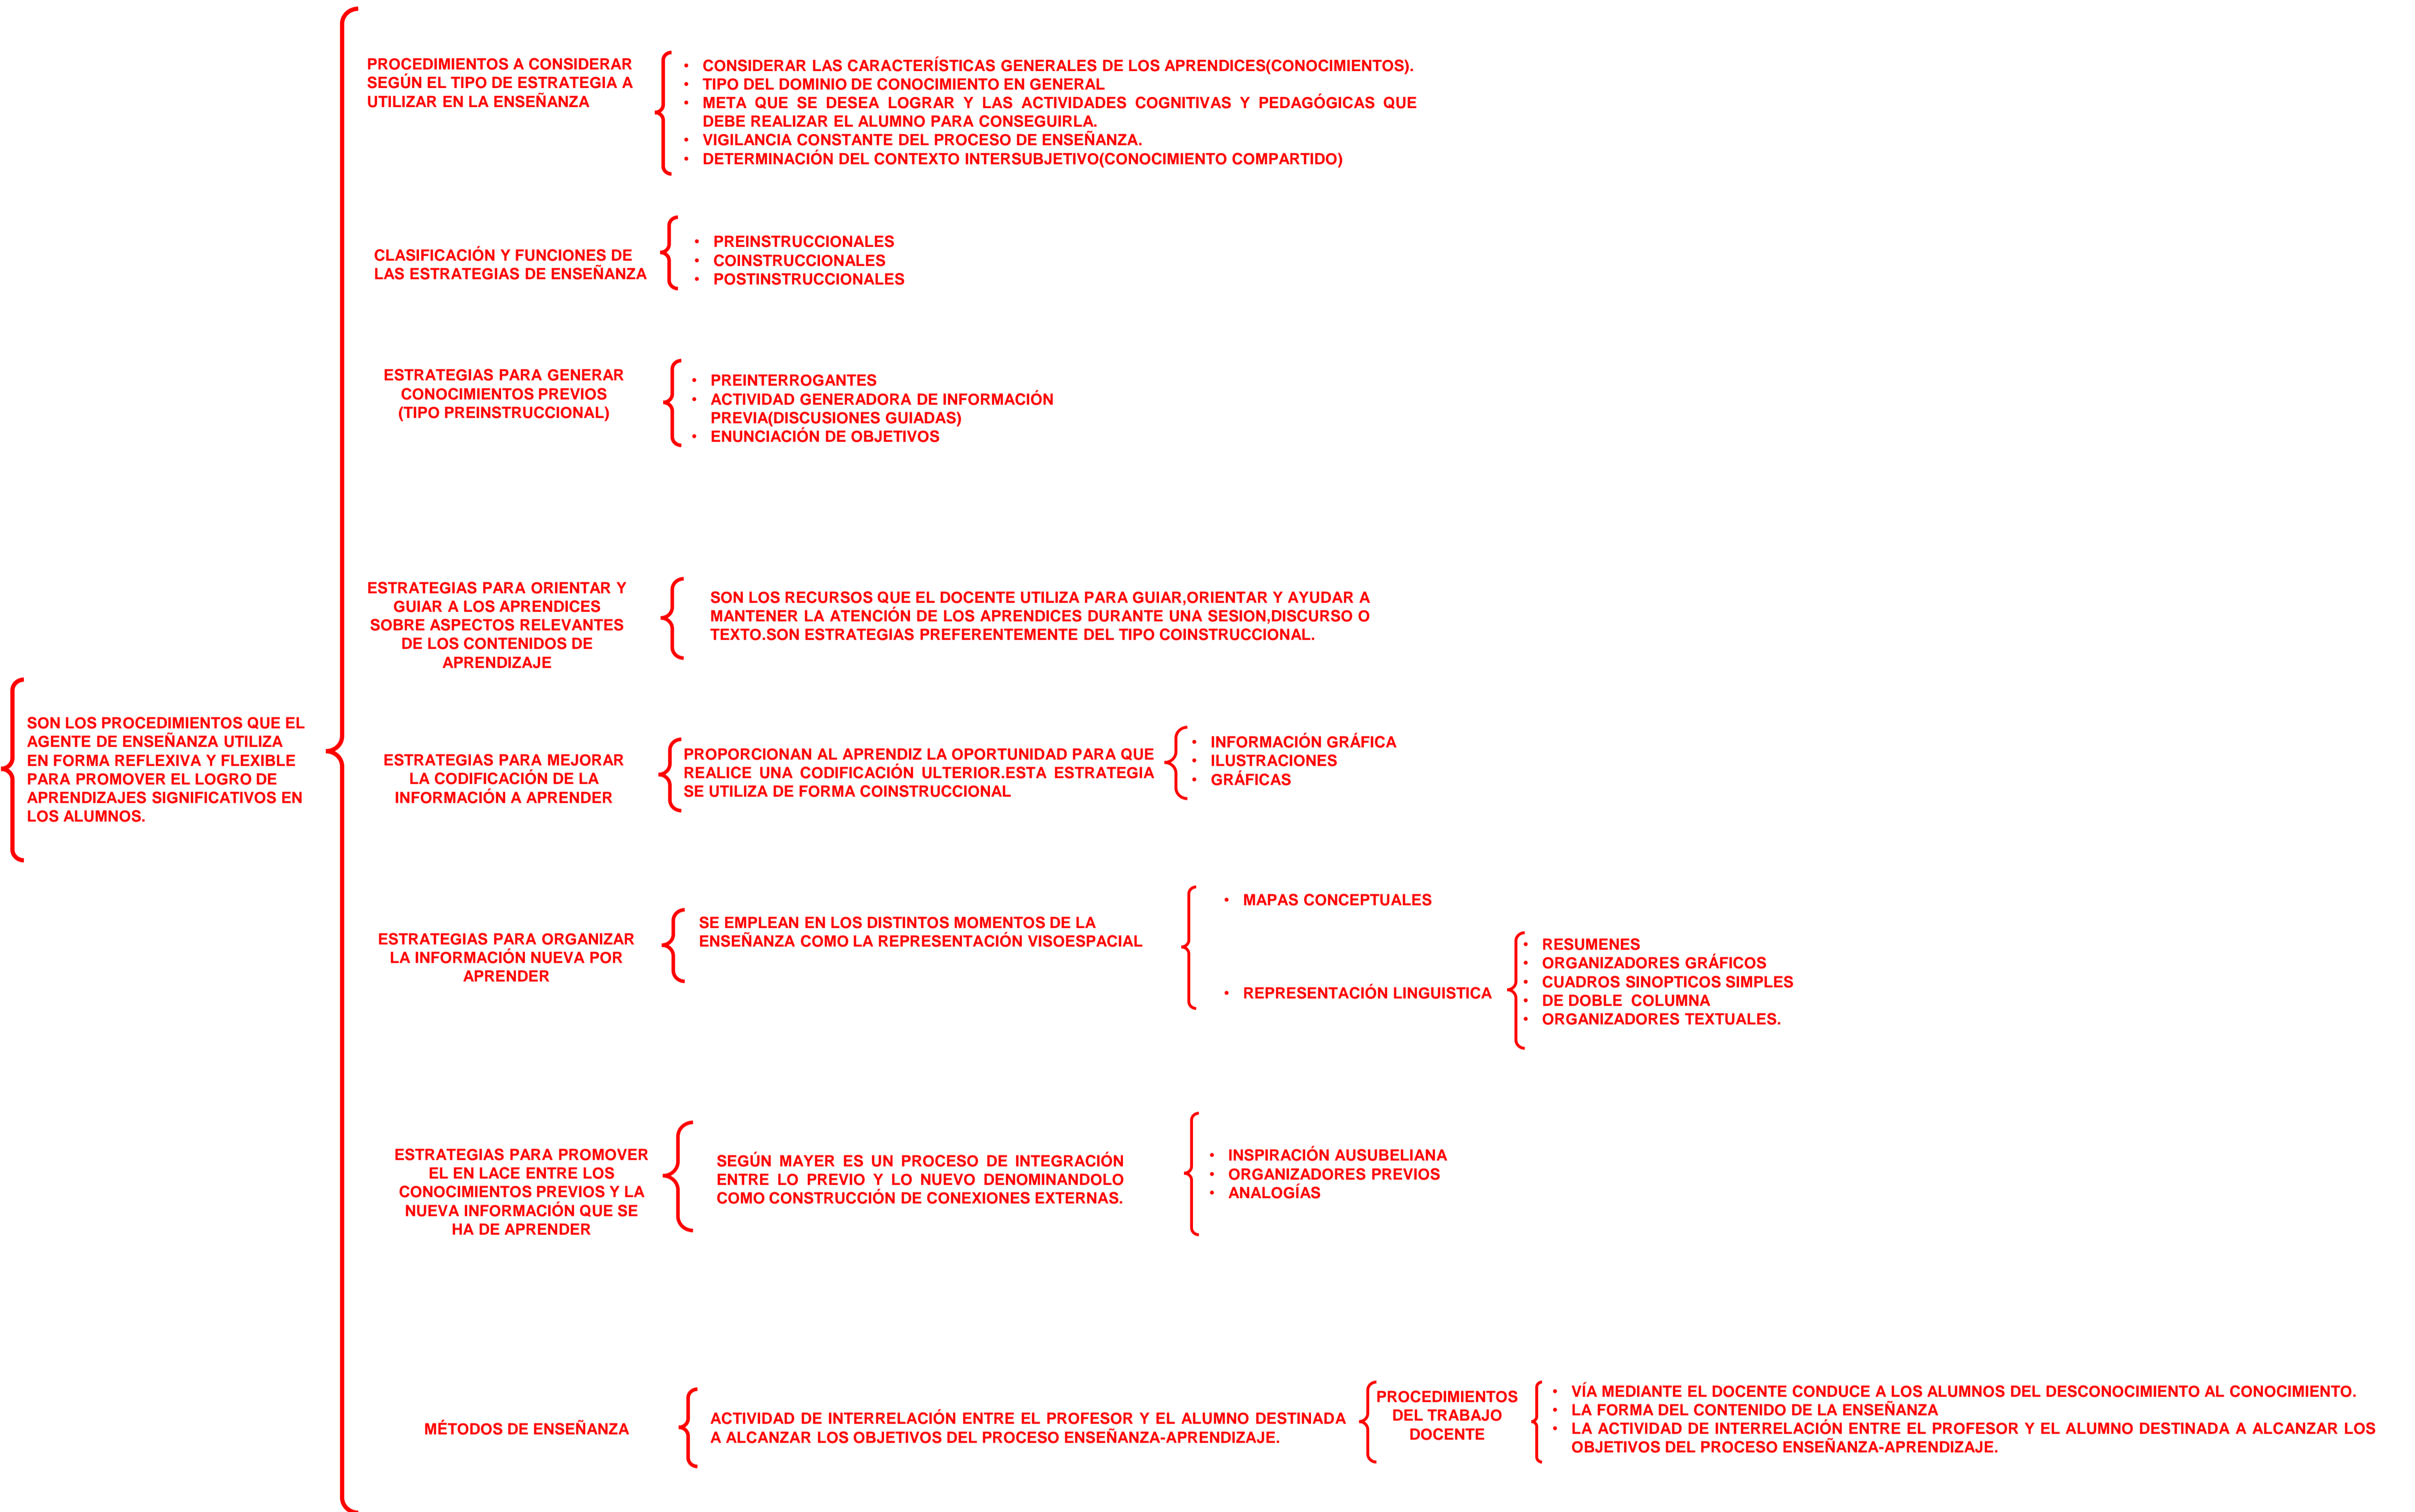 PROCEDIMIENTOS A CONSIDERAR
SEGÚN EL TIPO DE ESTRATEGIA A
UTILIZAR EN LA ENSEÑANZA
• CONSIDERAR LAS CARACTERÍSTICAS GENERALES DE LOS APRENDICES(CONOCIMIENTOS).
• TIPO DEL DOMINIO DE CONOCIMIENTO EN GENERAL
• META QUE SE DESEA LOGRAR Y LAS ACTIVIDADES COGNITIVAS Y PEDAGÓGICAS QUE
DEBE REALIZAR EL ALUMNO PARA CONSEGUIRLA.
• VIGILANCIA CONSTANTE DEL PROCESO DE ENSEÑANZA.
• DETERMINACIÓN DEL CONTEXTO INTERSUBJETIVO(CONOCIMIENTO COMPARTIDO)
CLASIFICACIÓN Y FUNCIONES DE
LAS ESTRATEGIAS DE ENSEÑANZA
• PREINSTRUCCIONALES
• COINSTRUCCIONALES
• POSTINSTRUCCIONALES
ESTRATEGIAS PARA GENERAR
CONOCIMIENTOS PREVIOS
(TIPO PREINSTRUCCIONAL)
• PREINTERROGANTES
• ACTIVIDAD GENERADORA DE INFORMACIÓN
PREVIA(DISCUSIONES GUIADAS)
• ENUNCIACIÓN DE OBJETIVOS
ESTRATEGIAS PARA ORIENTAR Y
GUIAR A LOS APRENDICES
SOBRE ASPECTOS RELEVANTES
DE LOS CONTENIDOS DE
APRENDIZAJE
SON LOS RECURSOS QUE EL DOCENTE UTILIZA PARA GUIAR,ORIENTAR Y AYUDAR A
MANTENER LA ATENCIÓN DE LOS APRENDICES DURANTE UNA SESION,DISCURSO O
TEXTO.SON ESTRATEGIAS PREFERENTEMENTE DEL TIPO COINSTRUCCIONAL.
SON LOS PROCEDIMIENTOS QUE EL
AGENTE DE ENSEÑANZA UTILIZA
EN FORMA REFLEXIVA Y FLEXIBLE
PARA PROMOVER EL LOGRO DE
APRENDIZAJES SIGNIFICATIVOS EN
LOS ALUMNOS.
ESTRATEGIAS PARA MEJORAR
LA CODIFICACIÓN DE LA
INFORMACIÓN A APRENDER
PROPORCIONAN AL APRENDIZ LA OPORTUNIDAD PARA QUE
REALICE UNA CODIFICACIÓN ULTERIOR.ESTA ESTRATEGIA
SE UTILIZA DE FORMA COINSTRUCCIONAL
• INFORMACIÓN GRÁFICA
• ILUSTRACIONES
• GRÁFICAS
ESTRATEGIAS PARA ORGANIZAR
LA INFORMACIÓN NUEVA POR
APRENDER
SE EMPLEAN EN LOS DISTINTOS MOMENTOS DE LA
ENSEÑANZA COMO LA REPRESENTACIÓN VISOESPACIAL
• MAPAS CONCEPTUALES
• REPRESENTACIÓN LINGUISTICA
• RESUMENES
• ORGANIZADORES GRÁFICOS
• CUADROS SINOPTICOS SIMPLES
• DE DOBLE COLUMNA
• ORGANIZADORES TEXTUALES.
ESTRATEGIAS PARA PROMOVER
EL EN LACE ENTRE LOS
CONOCIMIENTOS PREVIOS Y LA
NUEVA INFORMACIÓN QUE SE
HA DE APRENDER
SEGÚN MAYER ES UN PROCESO DE INTEGRACIÓN
ENTRE LO PREVIO Y LO NUEVO DENOMINANDOLO
COMO CONSTRUCCIÓN DE CONEXIONES EXTERNAS.
• INSPIRACIÓN AUSUBELIANA
• ORGANIZADORES PREVIOS
• ANALOGÍAS
MÉTODOS DE ENSEÑANZA
ACTIVIDAD DE INTERRELACIÓN ENTRE EL PROFESOR Y EL ALUMNO DESTINADA
A ALCANZAR LOS OBJETIVOS DEL PROCESO ENSEÑANZA-APRENDIZAJE.
PROCEDIMIENTOS
DEL TRABAJO
DOCENTE
• VÍA MEDIANTE EL DOCENTE CONDUCE A LOS ALUMNOS DEL DESCONOCIMIENTO AL CONOCIMIENTO.
• LA FORMA DEL CONTENIDO DE LA ENSEÑANZA
• LA ACTIVIDAD DE INTERRELACIÓN ENTRE EL PROFESOR Y EL ALUMNO DESTINADA A ALCANZAR LOS
OBJETIVOS DEL PROCESO ENSEÑANZA-APRENDIZAJE.